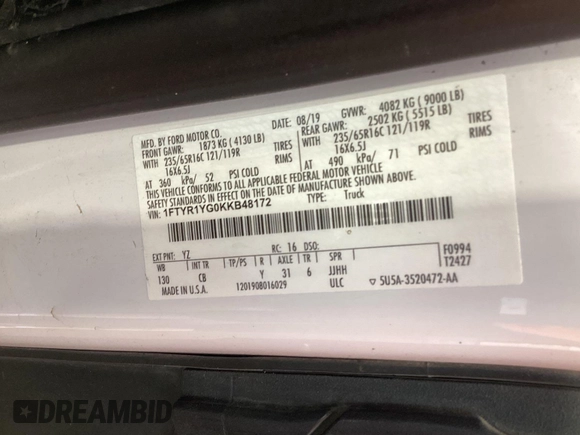 MFD. BY FORD MOTOR CO.
DATE: 08/19 GVWR: 4082 KG ( 9000 LB)
FRONT GAWR: 1873 KG ( 4130 LB) REAR GAWR: 2502 KG ( 5515 LB)
WITH 235/65R16C 121/119R TIRES WITH 235/65R16C 121/119R TIRES
16X6.5J RIMS 16X6.5J RIMS
AT 360 kPa/ 52 PSI COLD AT 490 kPa/ 71 PSI COLD
THIS VEHICLE CONFORMS TO ALL APPLICABLE FEDERAL MOTOR VEHICLE
SAFETY STANDARDS IN EFFECT ON THE DATE OF MANUFACTURE SHOWN ABOVE.
VIN: 1FTYR1YG0KKB48172 TYPE: Truck
EXT PNT: YZ RC: 16 DSO: F0994
WB INT TR TP/PS R AX TR SPR T2427
130 CB Y 31 6 JJHH
MADE IN U.S.A. 1201908016029 ULC 5U5A-3520472-AA
DREAMBID